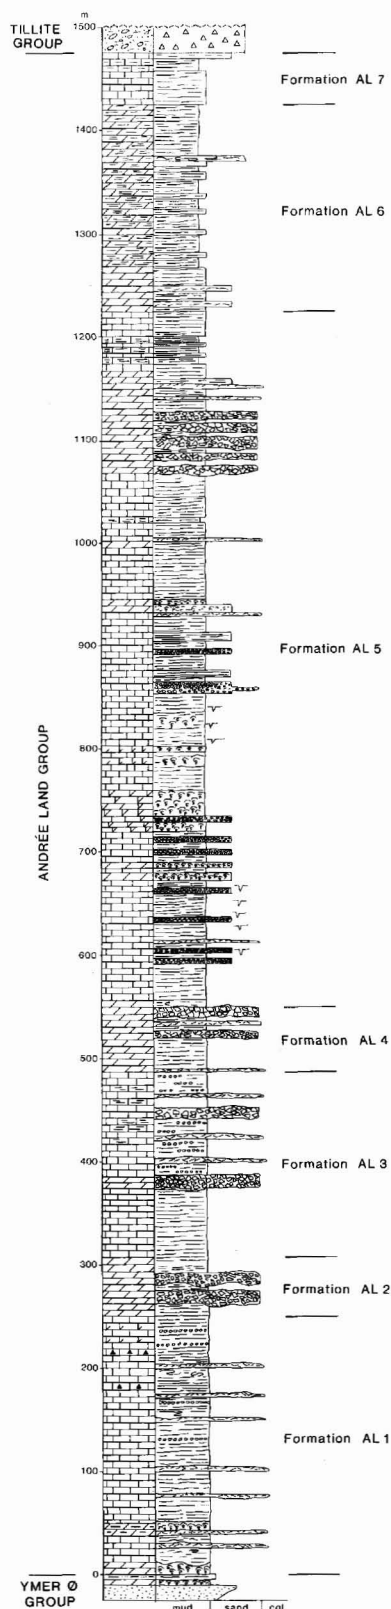 m
1500
TILLITE
GROUP
Formation AL 7
1400
Formation AL 6
1300
1200
1100
1000
900
Formation AL 5
800
ANDRÉE LAND GROUP
700
600
500
Formation AL 4
400
Formation AL 3
300
Formation AL 2
200
Formation AL 1
100
0
YMER Ø
GROUP
mud sand cgl